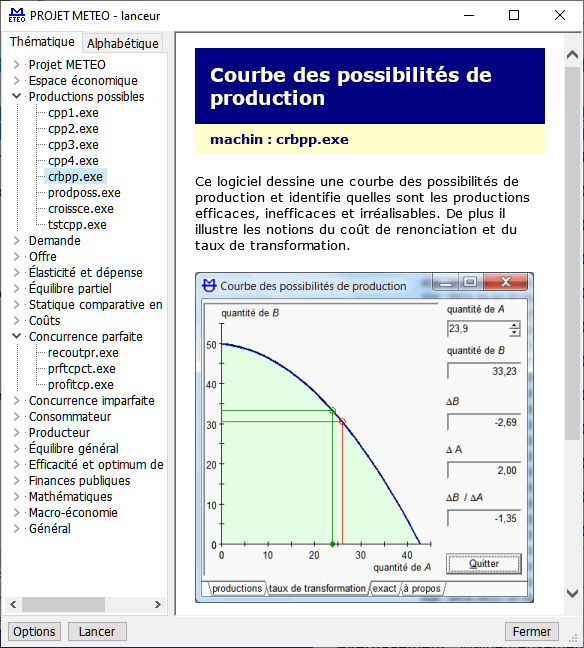 PROJET METEO - lanceur
Thématique
Alphabétique
Projet METEO
Espace économique
Productions possibles
cpp1.exe
cpp2.exe
cpp3.exe
cpp4.exe
crbpp.exe
prodposs.exe
croissce.exe
tstcpp.exe
Demande
Offre
Élasticité et dépense
Équilibre partiel
Statique comparative en
Coûts
Concurrence parfaite
recoutpr.exe
prftcpct.exe
profitcp.exe
Concurrence imparfaite
Consommateur
Producteur
Équilibre général
Efficacité et optimum de
Finances publiques
Mathématiques
Macro-économie
Général
Options
Lancer
Courbe des possibilités de
production
machin : crbpp.exe
Ce logiciel dessine une courbe des possibilités de
production et identifie quelles sont les productions
efficaces, inefficaces et irréalisables. De plus il
illustre les notions du coût de renonciation et du
taux de transformation.
Courbe des possibilités de production
quantité de B
50
40
30
20
10
0
0
10
20
30
40
quantité de A
quantité de A
23,9
quantité de B
33,23
ΔB
-2,69
Δ A
2,00
ΔB / ΔA
-1,35
Quitter
productions
taux de transformation
exact
à propos
Fermer